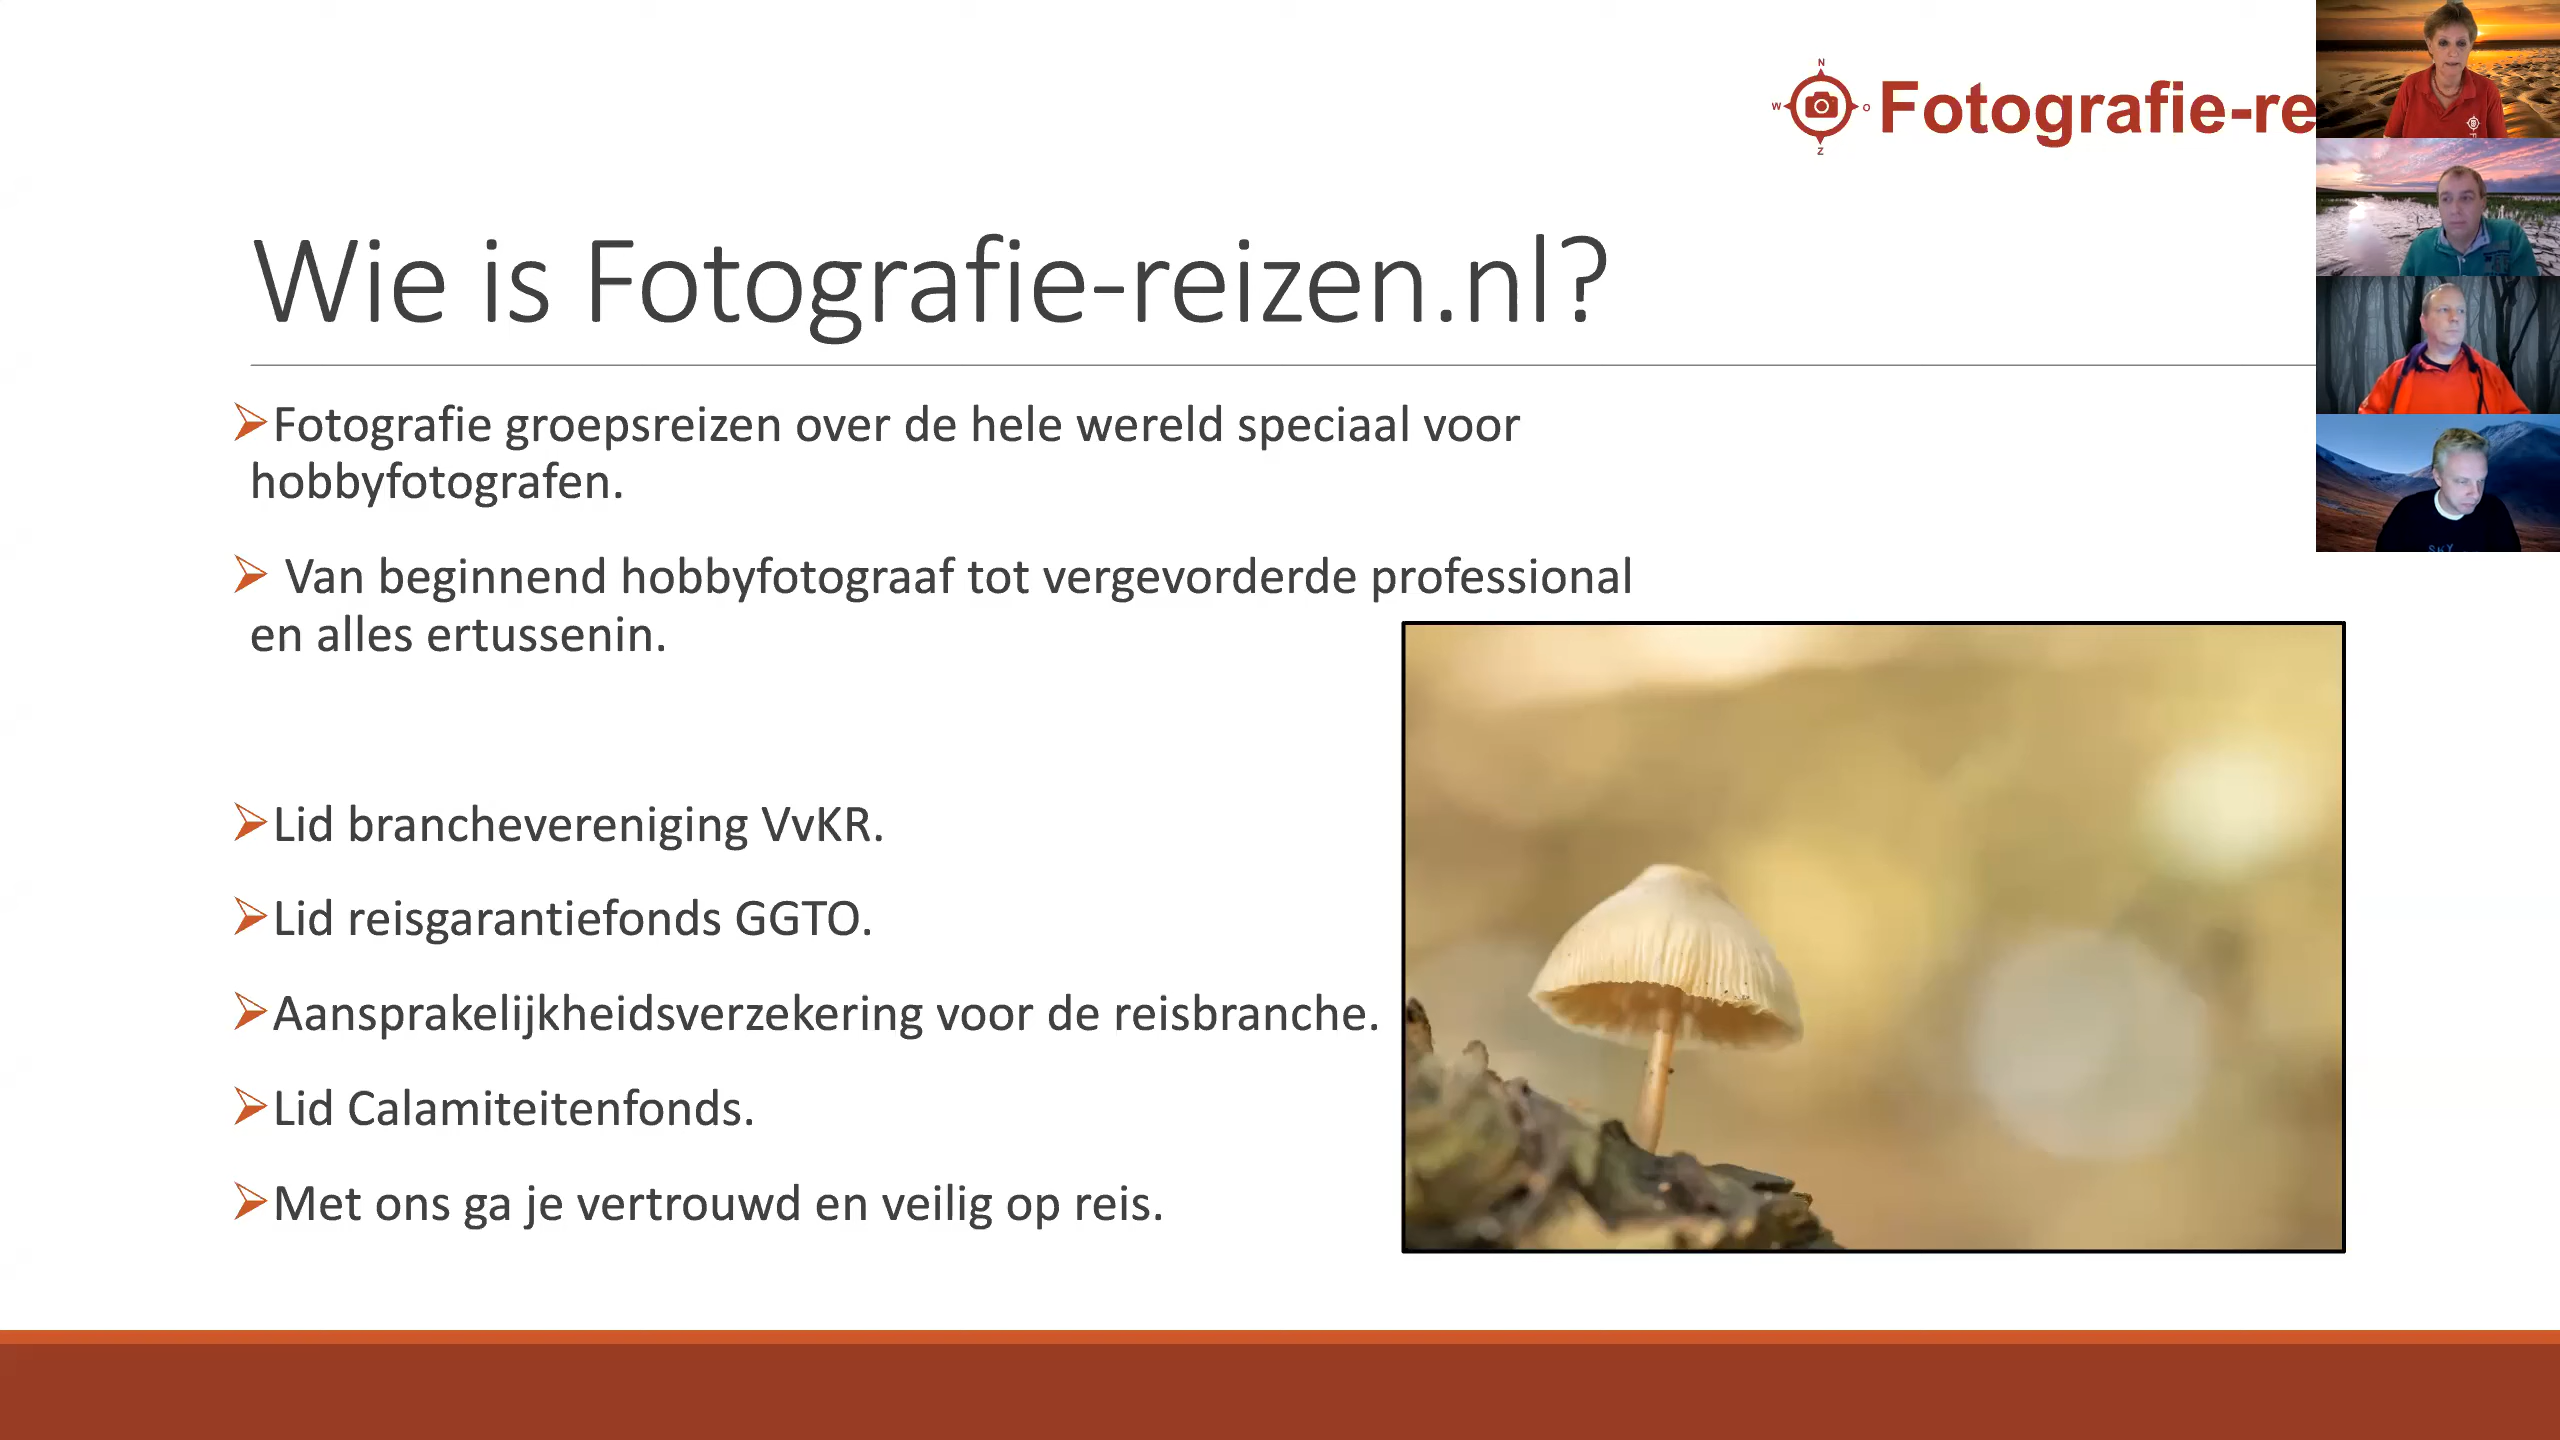 N
W
O
Z
Fotografie-re
Wie is Fotografie-reizen.nl?
Fotografie groepsreizen over de hele wereld speciaal voor
hobbyfotografen.
Van beginnend hobbyfotograaf tot vergevorderde professional
en alles ertussenin.
Lid branchevereniging VvKR.
Lid reisgarantiefonds GGTO.
Aansprakelijkheidsverzekering voor de reisbranche.
Lid Calamiteitenfonds.
Met ons ga je vertrouwd en veilig op reis.
SKY